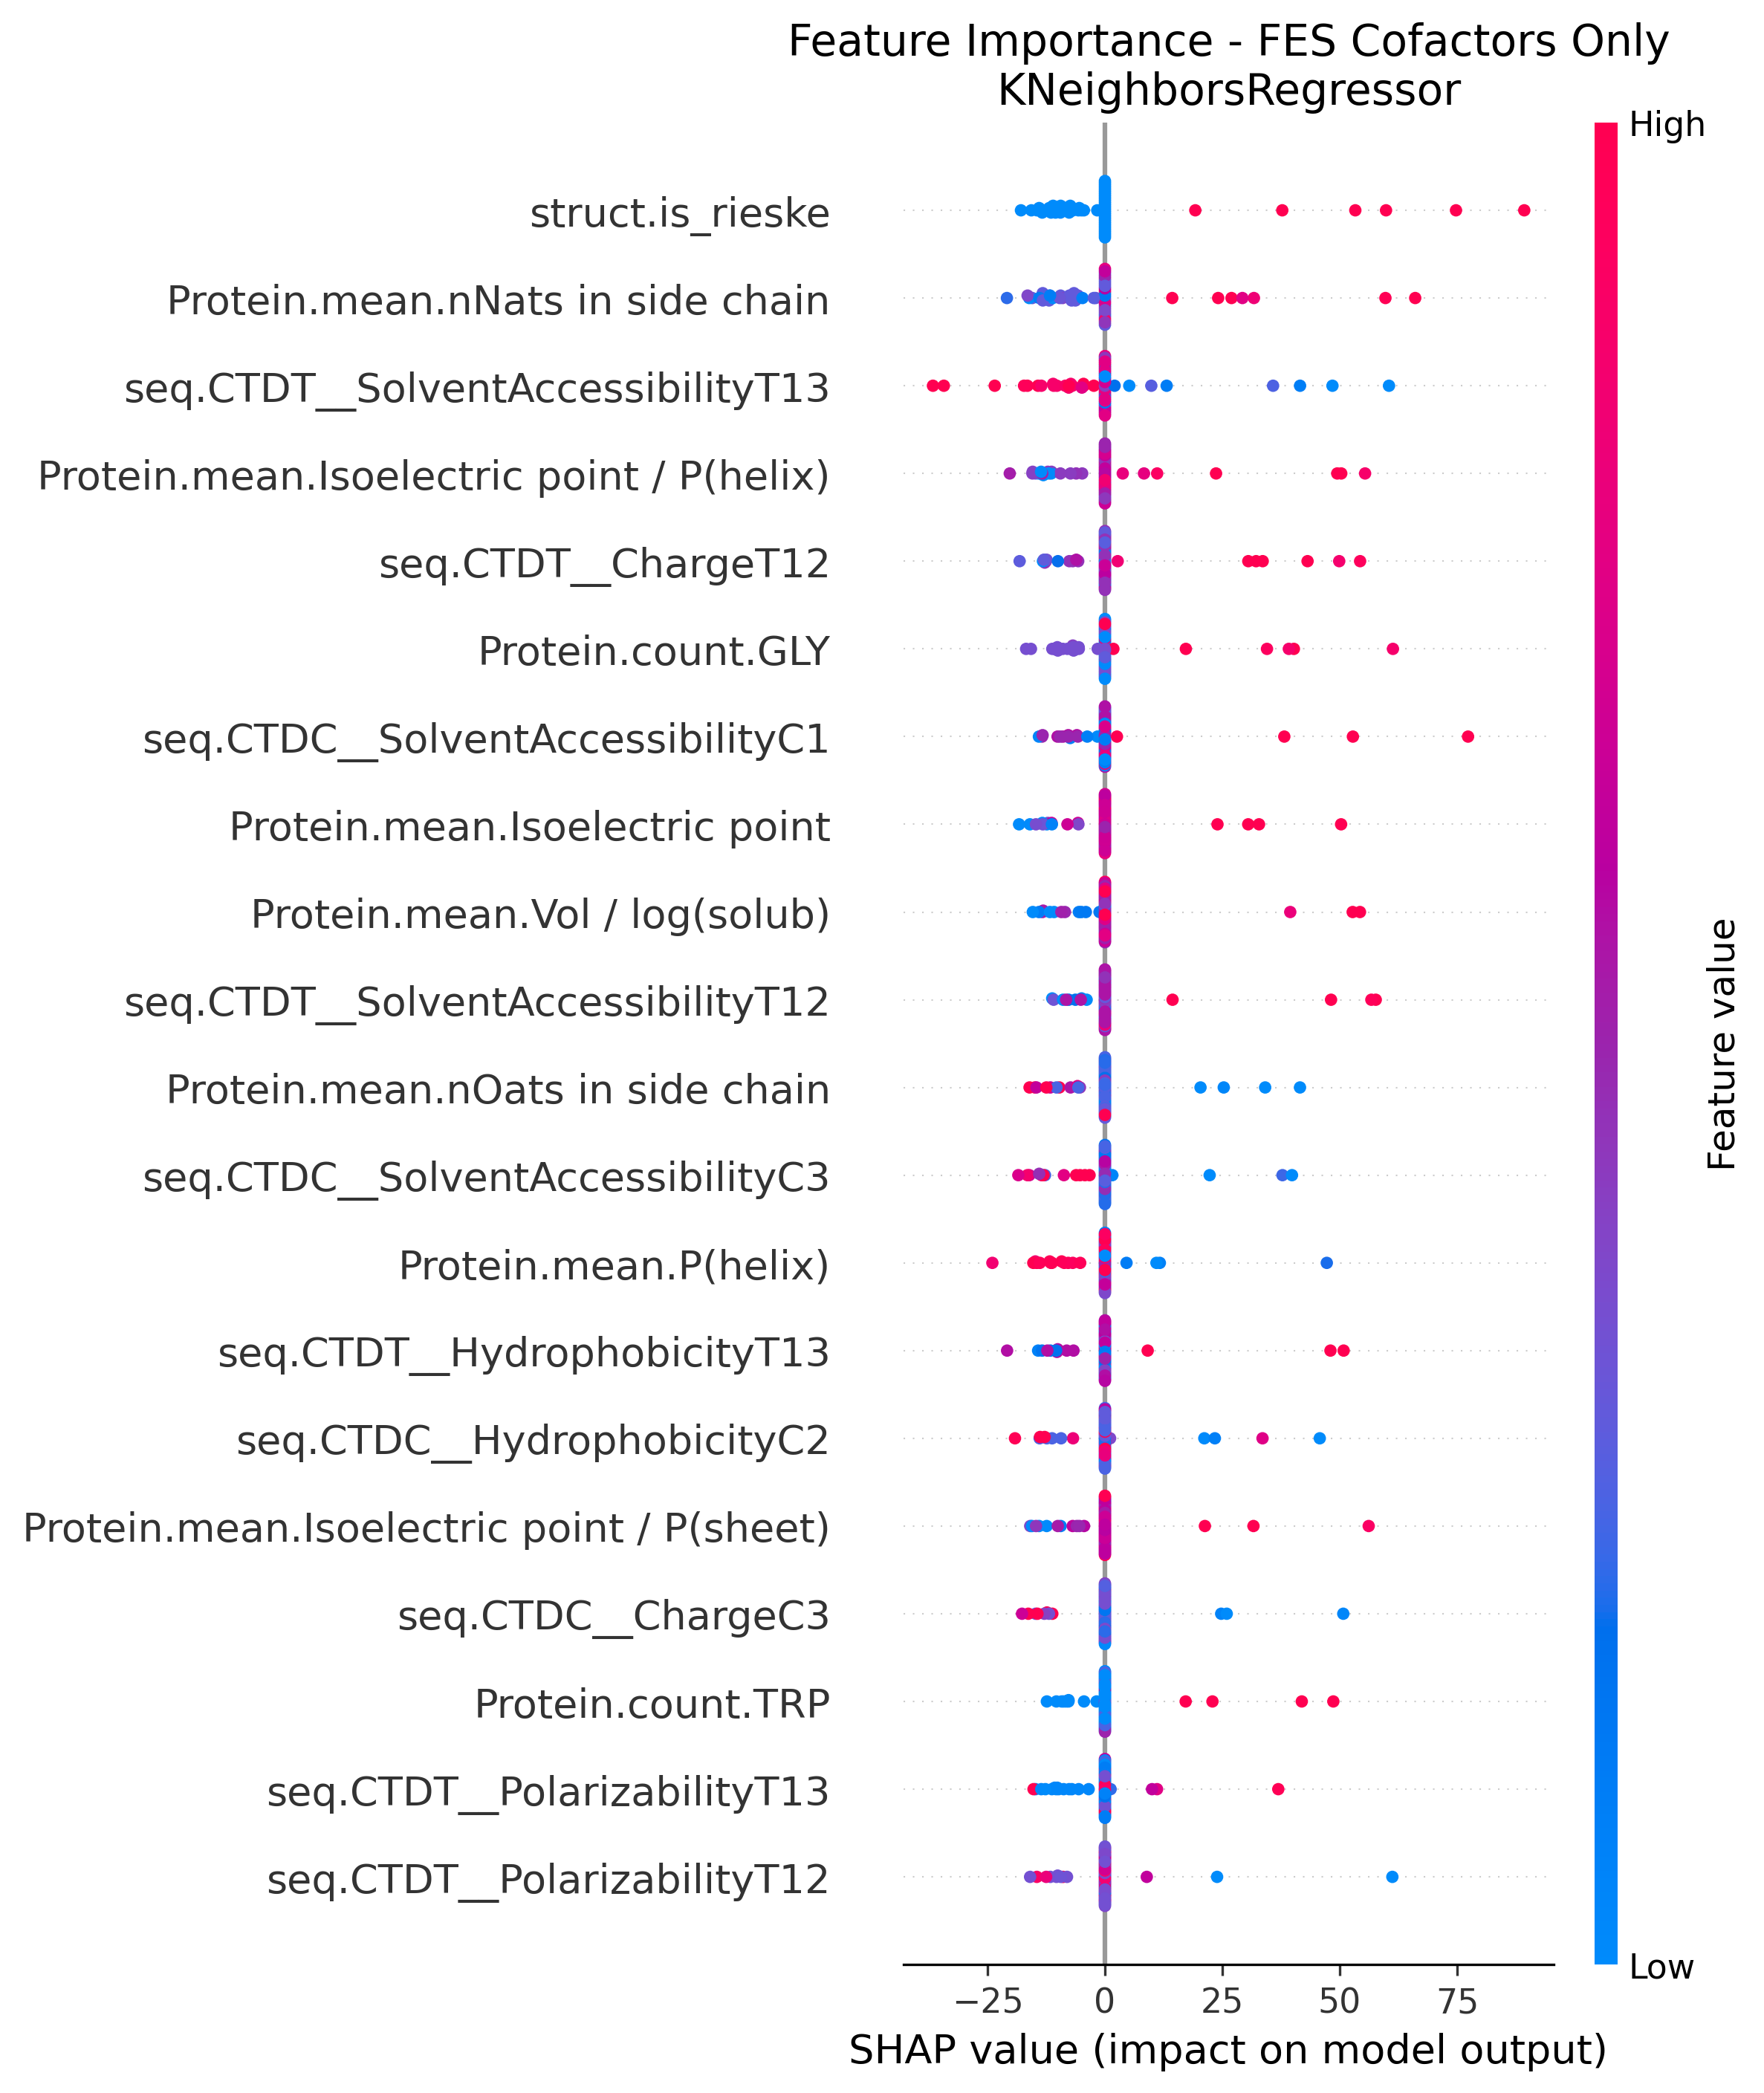 Feature Importance - FES Cofactors Only
KNeighborsRegressor
High
struct.is_rieske
Protein.mean.nNats in side chain
seq.CTDT__SolventAccessibilityT13
Protein.mean.Isoelectric point / P(helix)
seq.CTDT__ChargeT12
Protein.count.GLY
seq.CTDC__SolventAccessibilityC1
Protein.mean.Isoelectric point
Protein.mean.Vol / log(solub)
seq.CTDT__SolventAccessibilityT12
Protein.mean.nOats in side chain
seq.CTDC__SolventAccessibilityC3
Protein.mean.P(helix)
seq.CTDT__HydrophobicityT13
seq.CTDC__HydrophobicityC2
Protein.mean.Isoelectric point / P(sheet)
seq.CTDC__ChargeC3
Protein.count.TRP
seq.CTDT__PolarizabilityT13
seq.CTDT__PolarizabilityT12
Feature value
Low
−25 0 25 50 75
SHAP value (impact on model output)